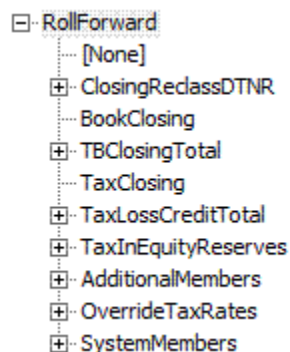 RollForward
[None]
ClosingReclassDTNR
BookClosing
TBClosingTotal
TaxClosing
TaxLossCreditTotal
TaxInEquityReserves
AdditionalMembers
OverrideTaxRates
SystemMembers